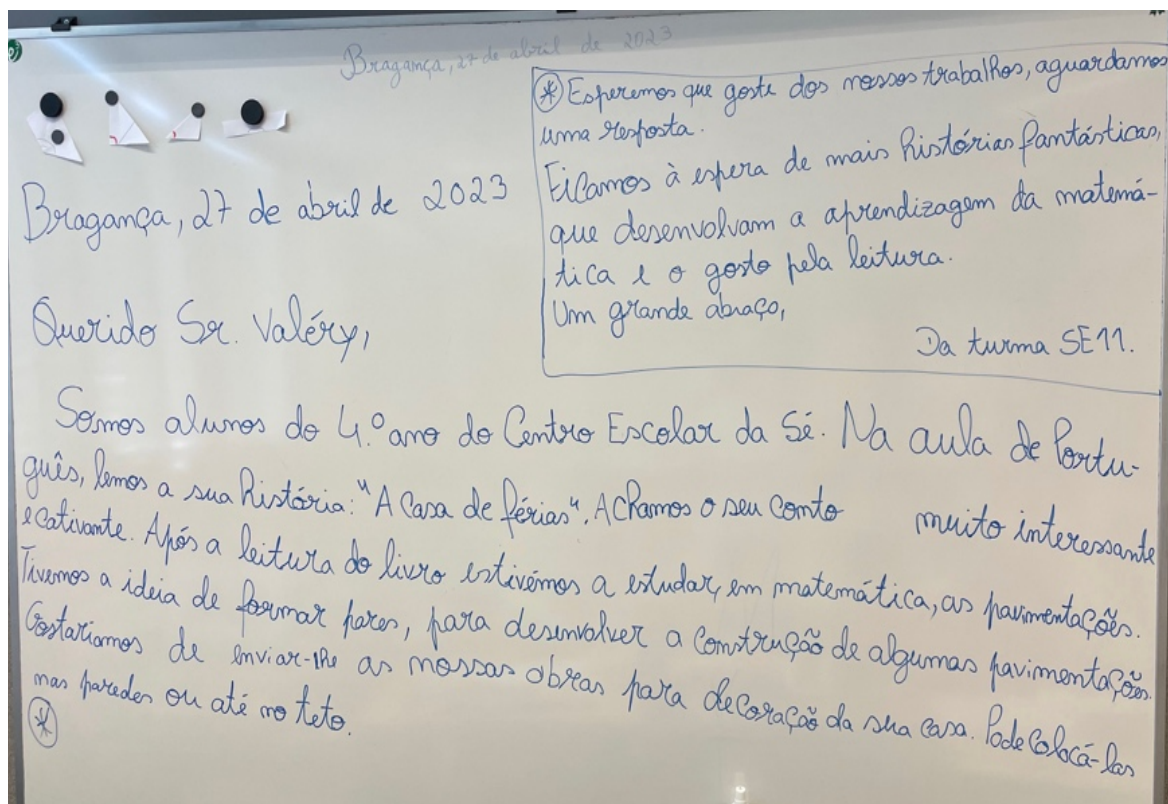 Bragança, 27 de abril de 2023
Bragança, 27 de abril de 2023
Querido Sr. Valéry,
Somos alunos do 4.º ano do Centro Escolar da Sé. Na aula de Portu-
guês, lemos a sua história: "A Casa de férias". Achamos o seu conto muito interessante
e cativante. Após a leitura do livro estivémos a estudar, em matemática, as pavimentações.
Tivemos a ideia de formar pares, para desenvolver a construção de algumas pavimentações.
Gostariamos de enviar-lhe as nossas obras para decoração da sua casa. Pode colocá-las
nas paredes ou até no teto.
*
* Esperemos que goste dos nossos trabalhos, aguardamos
uma resposta.
Ficamos à espera de mais histórias fantásticas,
que desenvolvam a aprendizagem da matemá-
tica e o gosto pela leitura.
Um grande abraço,
Da turma SE11.